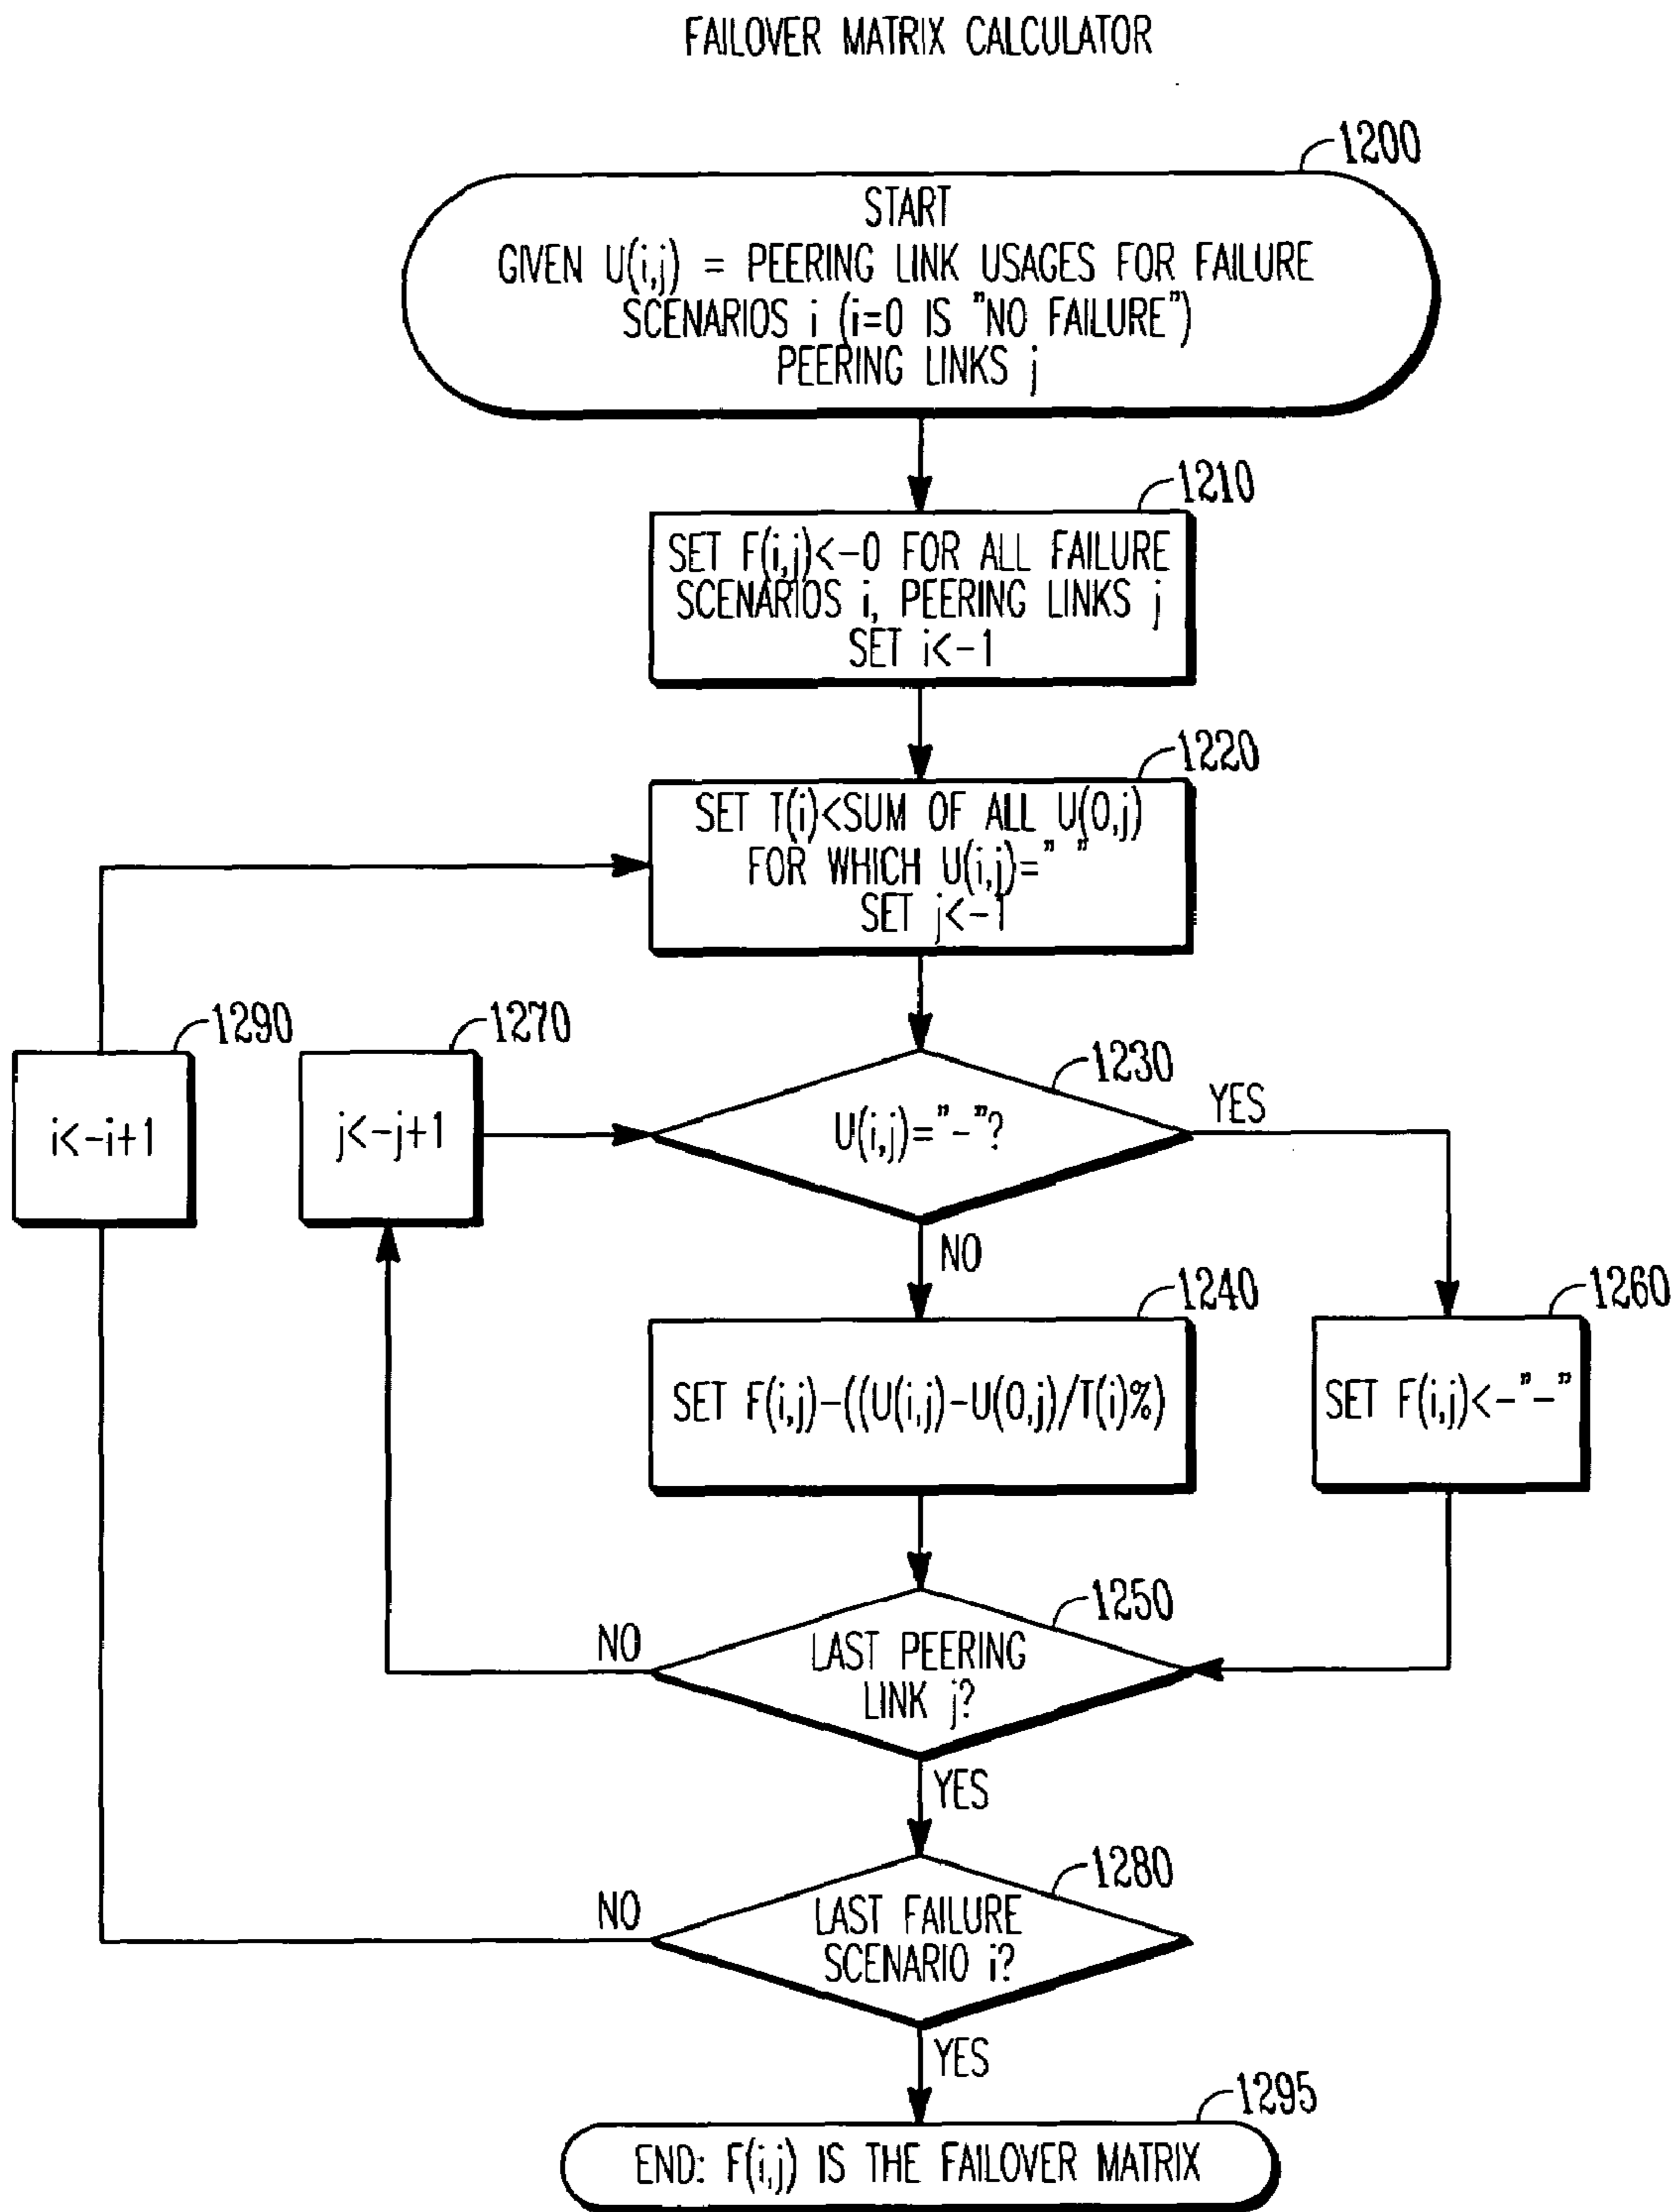 FAILOVER MATRIX CALCULATOR
1200
START
GIVEN U(i,j) = PEERING LINK USAGES FOR FAILURE
SCENARIOS i (i=0 IS "NO FAILURE")
PEERING LINKS j
1210
SET F(i,j)<-0 FOR ALL FAILURE
SCENARIOS i, PEERING LINKS j
SET i<-1
1220
SET T(i)<SUM OF ALL U(0,j)
FOR WHICH U(i,j)=" "
SET j<-1
1290
i<-i+1
1270
j<-j+1
1230
U(i,j)="-"?
YES
NO
1240
SET F(i,j)-((U(i,j)-U(0,j)/T(i)%)
1260
SET F(i,j)<-"-"
1250
LAST PEERING
LINK j?
NO
YES
1280
LAST FAILURE
SCENARIO i?
NO
YES
1295
END: F(i,j) IS THE FAILOVER MATRIX